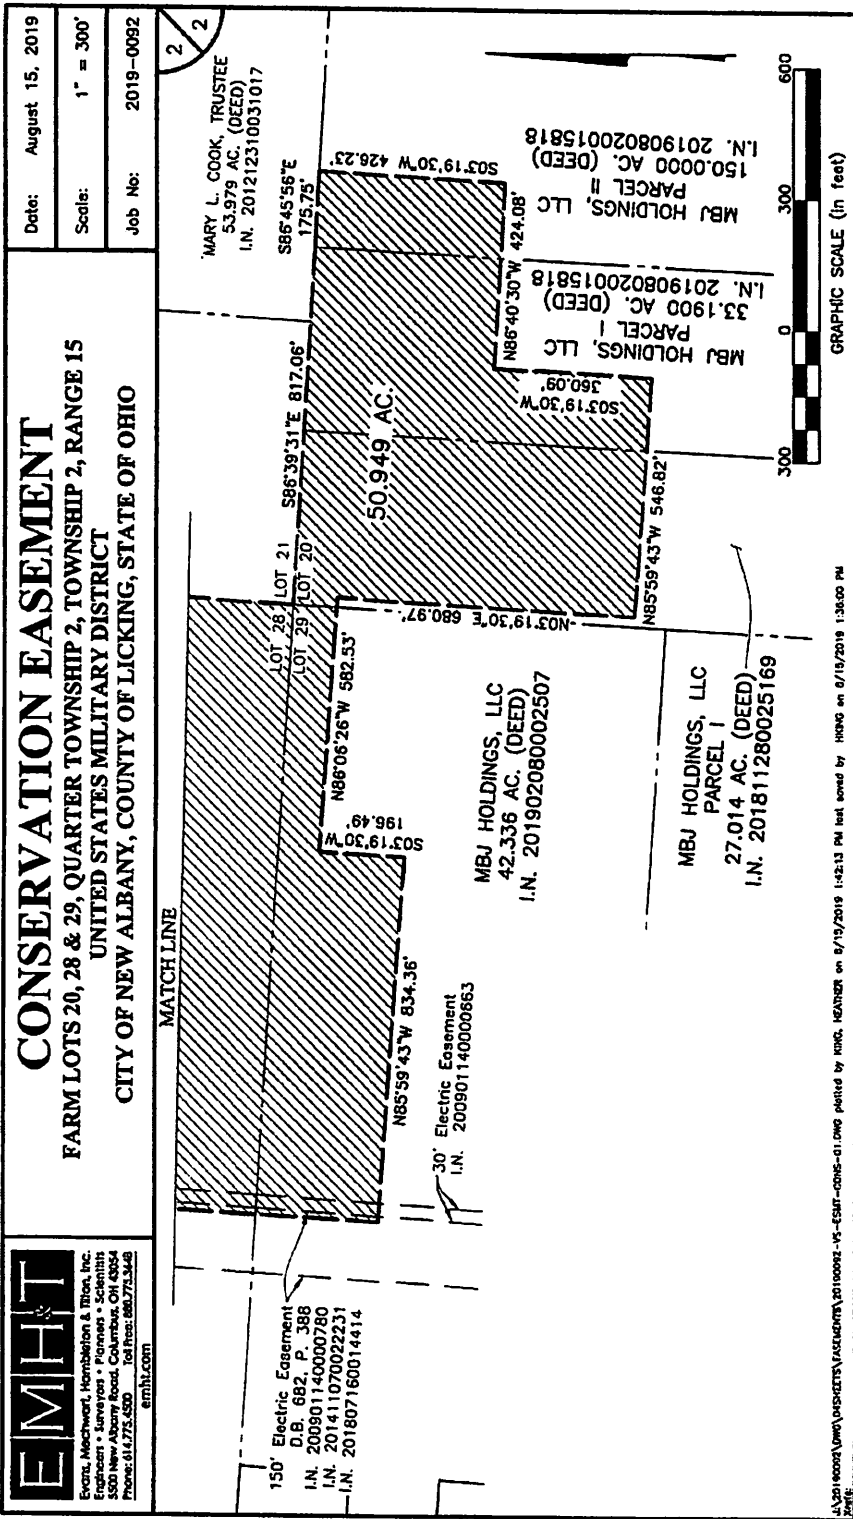 EMH&T
Evans, Mechwart, Hambleton & Tilton, Inc.
Engineers • Surveyors • Planners • Scientists
5500 New Albany Road, Columbus, OH 43054
Phone: 614.775.4500 Toll Free: 888.775.3448
emht.com
CONSERVATION EASEMENT
FARM LOTS 20, 28 & 29, QUARTER TOWNSHIP 2, TOWNSHIP 2, RANGE 15
UNITED STATES MILITARY DISTRICT
CITY OF NEW ALBANY, COUNTY OF LICKING, STATE OF OHIO
Date: August 15, 2019
Scale: 1" = 300'
Job No: 2019-0092
2
2
MATCH LINE
MARY L. COOK, TRUSTEE
53.979 AC. (DEED)
I.N. 201212310031017
S86°45'56"E
175.75'
S86°39'31"E 817.06'
S03°19'30"W 426.23'
LOT 28
LOT 21
LOT 29
LOT 20
50.949 AC.
N86°40'30"W 424.08'
S03°19'30"W
360.09'
N85°59'43"W 546.82'
N03°19'30"E 680.97'
N86°06'26"W 582.53'
S03°19'30"W
196.49'
N85°59'43"W 834.36'
MBJ HOLDINGS, LLC
PARCEL II
150.0000 AC. (DEED)
I.N. 201908020015818
MBJ HOLDINGS, LLC
PARCEL I
33.1900 AC. (DEED)
I.N. 201908020015818
MBJ HOLDINGS, LLC
42.336 AC. (DEED)
I.N. 201902080002507
MBJ HOLDINGS, LLC
PARCEL I
27.014 AC. (DEED)
I.N. 201811280025169
30' Electric Easement
I.N. 200901140000663
150' Electric Easement
D.B. 682, P. 388
I.N. 200901140000780
I.N. 201411070022231
I.N. 201807160014414
300 0 300 600
GRAPHIC SCALE (in feet)